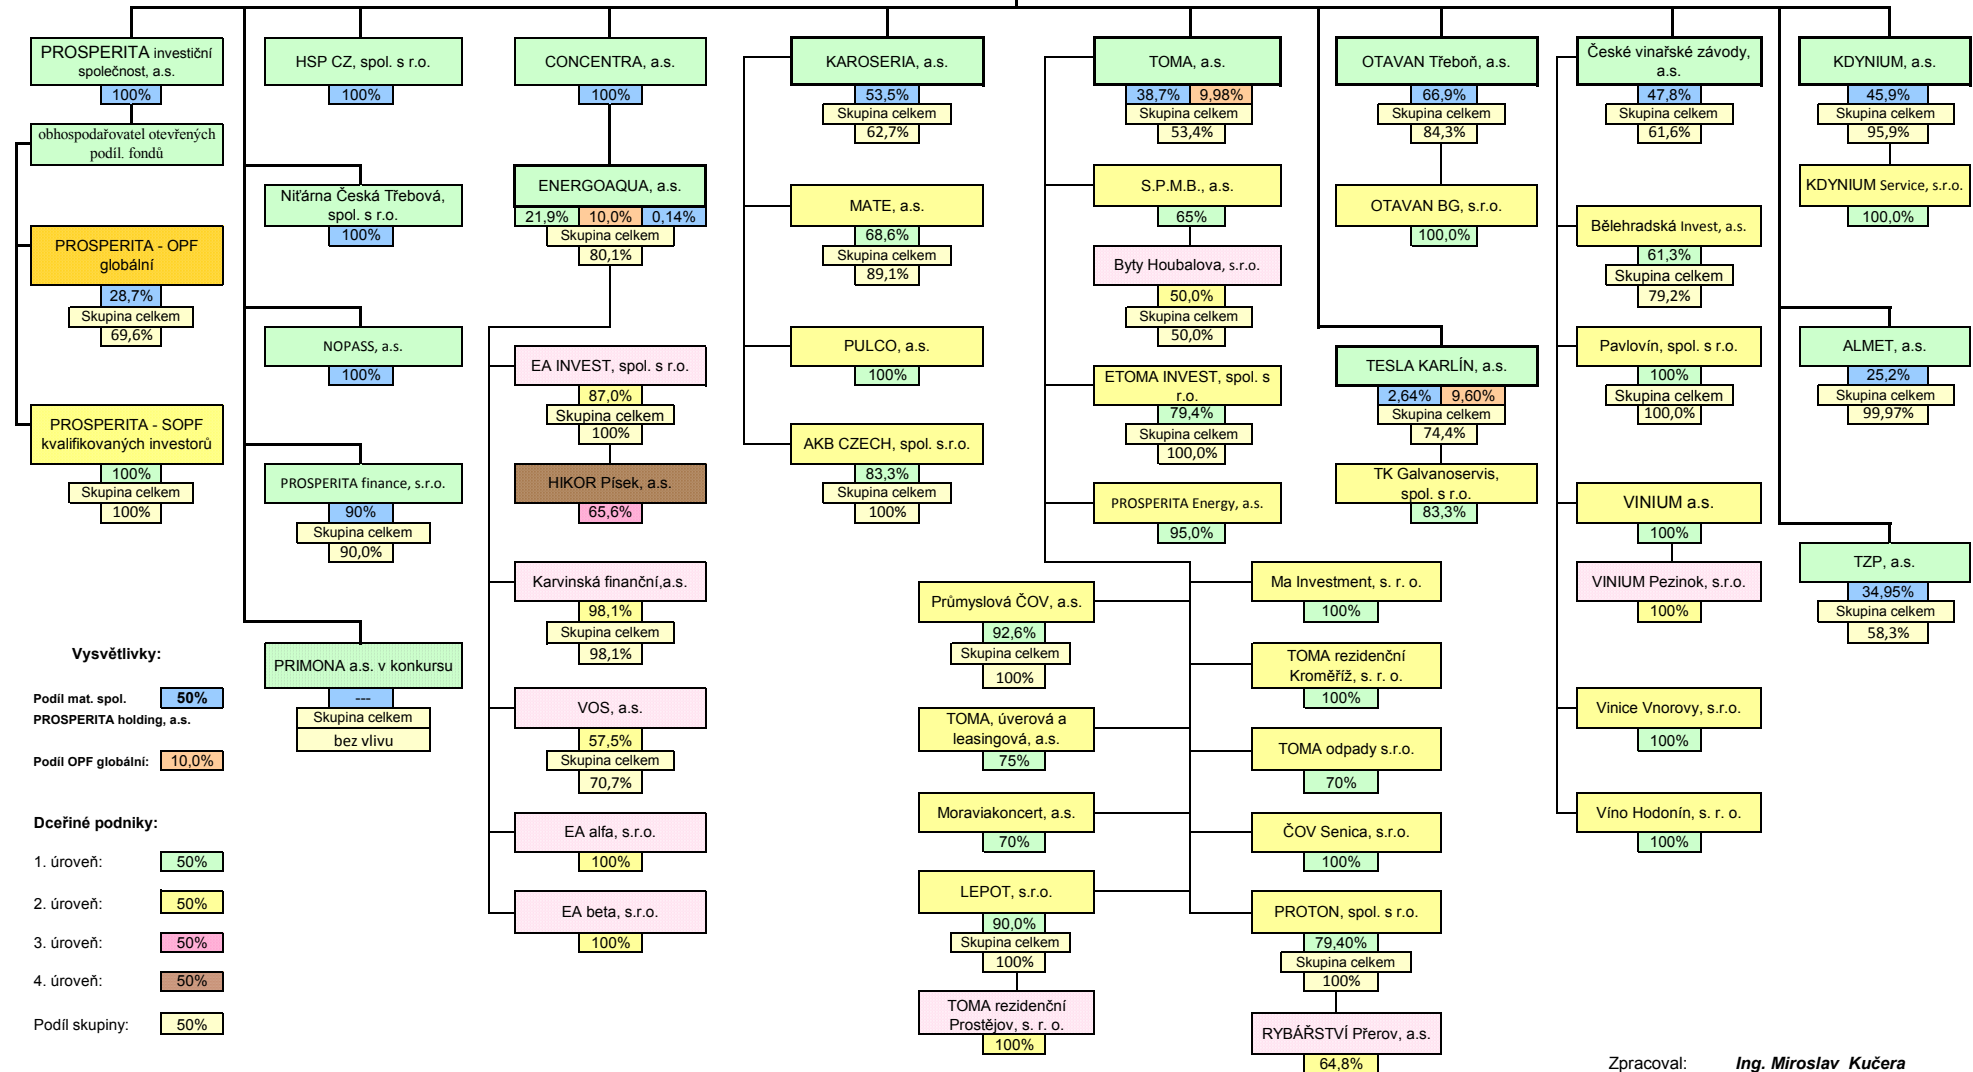 PROSPERITA investiční
společnost, a.s.
100%
obhospodařovatel otevřených
podíl. fondů
PROSPERITA - OPF
globální
28,7%
Skupina celkem
69,6%
PROSPERITA - SOPF
kvalifikovaných investorů
100%
Skupina celkem
100%
HSP CZ, spol. s r.o.
100%
Niťárna Česká Třebová,
spol. s r.o.
100%
NOPASS, a.s.
100%
PROSPERITA finance, s.r.o.
90%
Skupina celkem
90,0%
PRIMONA a.s. v konkursu
---
Skupina celkem
bez vlivu
CONCENTRA, a.s.
100%
ENERGOAQUA, a.s.
21,9% 10,0% 0,14%
Skupina celkem
80,1%
EA INVEST, spol. s r.o.
87,0%
Skupina celkem
100%
HIKOR Písek, a.s.
65,6%
Karvinská finanční,a.s.
98,1%
Skupina celkem
98,1%
VOS, a.s.
57,5%
Skupina celkem
70,7%
EA alfa, s.r.o.
100%
EA beta, s.r.o.
100%
KAROSERIA, a.s.
53,5%
Skupina celkem
62,7%
MATE, a.s.
68,6%
Skupina celkem
89,1%
PULCO, a.s.
100%
AKB CZECH, spol. s.r.o.
83,3%
Skupina celkem
100%
TOMA, a.s.
38,7% 9,98%
Skupina celkem
53,4%
S.P.M.B., a.s.
65%
Byty Houbalova, s.r.o.
50,0%
Skupina celkem
50,0%
ETOMA INVEST, spol. s
r.o.
79,4%
Skupina celkem
100,0%
PROSPERITA Energy, a.s.
95,0%
Průmyslová ČOV, a.s.
92,6%
Skupina celkem
100%
TOMA, úverová a
leasingová, a.s.
75%
Moraviakoncert, a.s.
70%
LEPOT, s.r.o.
90,0%
Skupina celkem
100%
TOMA rezidenční
Prostějov, s. r. o.
100%
Ma Investment, s. r. o.
100%
TOMA rezidenční
Kroměříž, s. r. o.
100%
TOMA odpady s.r.o.
70%
ČOV Senica, s.r.o.
100%
PROTON, spol. s r.o.
79,40%
Skupina celkem
100%
RYBÁŘSTVÍ Přerov, a.s.
64,8%
OTAVAN Třeboň, a.s.
66,9%
Skupina celkem
84,3%
OTAVAN BG, s.r.o.
100,0%
TESLA KARLÍN, a.s.
2,64% 9,60%
Skupina celkem
74,4%
TK Galvanoservis,
spol. s r.o.
83,3%
České vinařské závody,
a.s.
47,8%
Skupina celkem
61,6%
Bělehradská Invest, a.s.
61,3%
Skupina celkem
79,2%
Pavlovín, spol. s r.o.
100%
Skupina celkem
100,0%
VINIUM a.s.
100%
VINIUM Pezinok, s.r.o.
100%
Vinice Vnorovy, s.r.o.
100%
Víno Hodonín, s. r. o.
100%
KDYNIUM, a.s.
45,9%
Skupina celkem
95,9%
KDYNIUM Service, s.r.o.
100,0%
ALMET, a.s.
25,2%
Skupina celkem
99,97%
TZP, a.s.
34,95%
Skupina celkem
58,3%
Vysvětlivky:
Podíl mat. spol. 50%
PROSPERITA holding, a.s.
Podíl OPF globální: 10,0%
Dceřiné podniky:
1. úroveň: 50%
2. úroveň: 50%
3. úroveň: 50%
4. úroveň: 50%
Podíl skupiny: 50%
Zpracoval: Ing. Miroslav Kučera